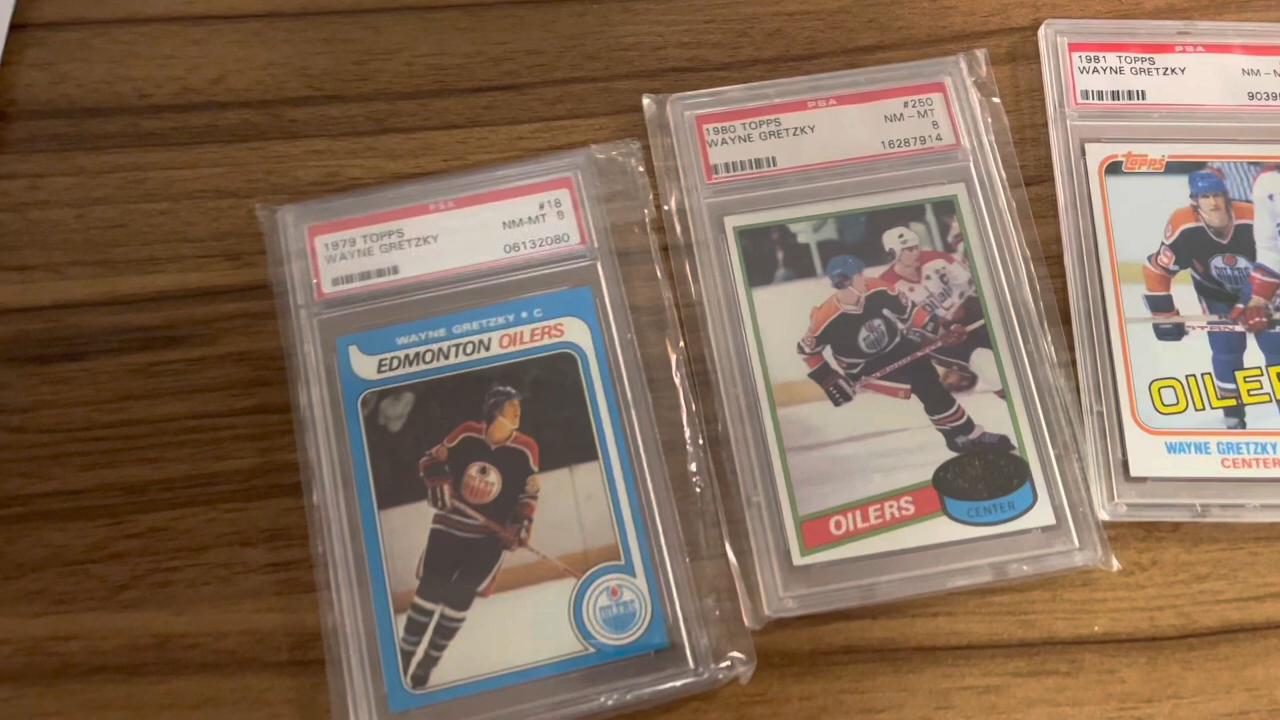 PSA
1979 TOPPS #18
WAYNE GRETZKY NM-MT 8
06132080
WAYNE GRETZKY • C
EDMONTON OILERS
OILERS
PSA
1980 TOPPS #250
WAYNE GRETZKY NM-MT
8
16287914
OILERS
CENTER
PSA
1981 TOPPS
WAYNE GRETZKY
Topps
OILERS
WAYNE GRETZKY
CENTER